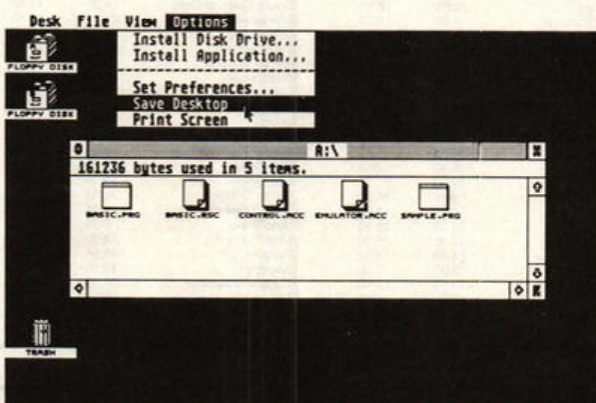 Desk File View Options
Install Disk Drive...
Install Application...
Set Preferences...
Save Desktop
Print Screen
FLOPPY DISK
FLOPPY DISK
A:\
161236 bytes used in 5 items.
BASIC.PRG BASIC.RSC CONTROL.ACC EMULATOR.ACC SAMPLE.PRG
TRASH